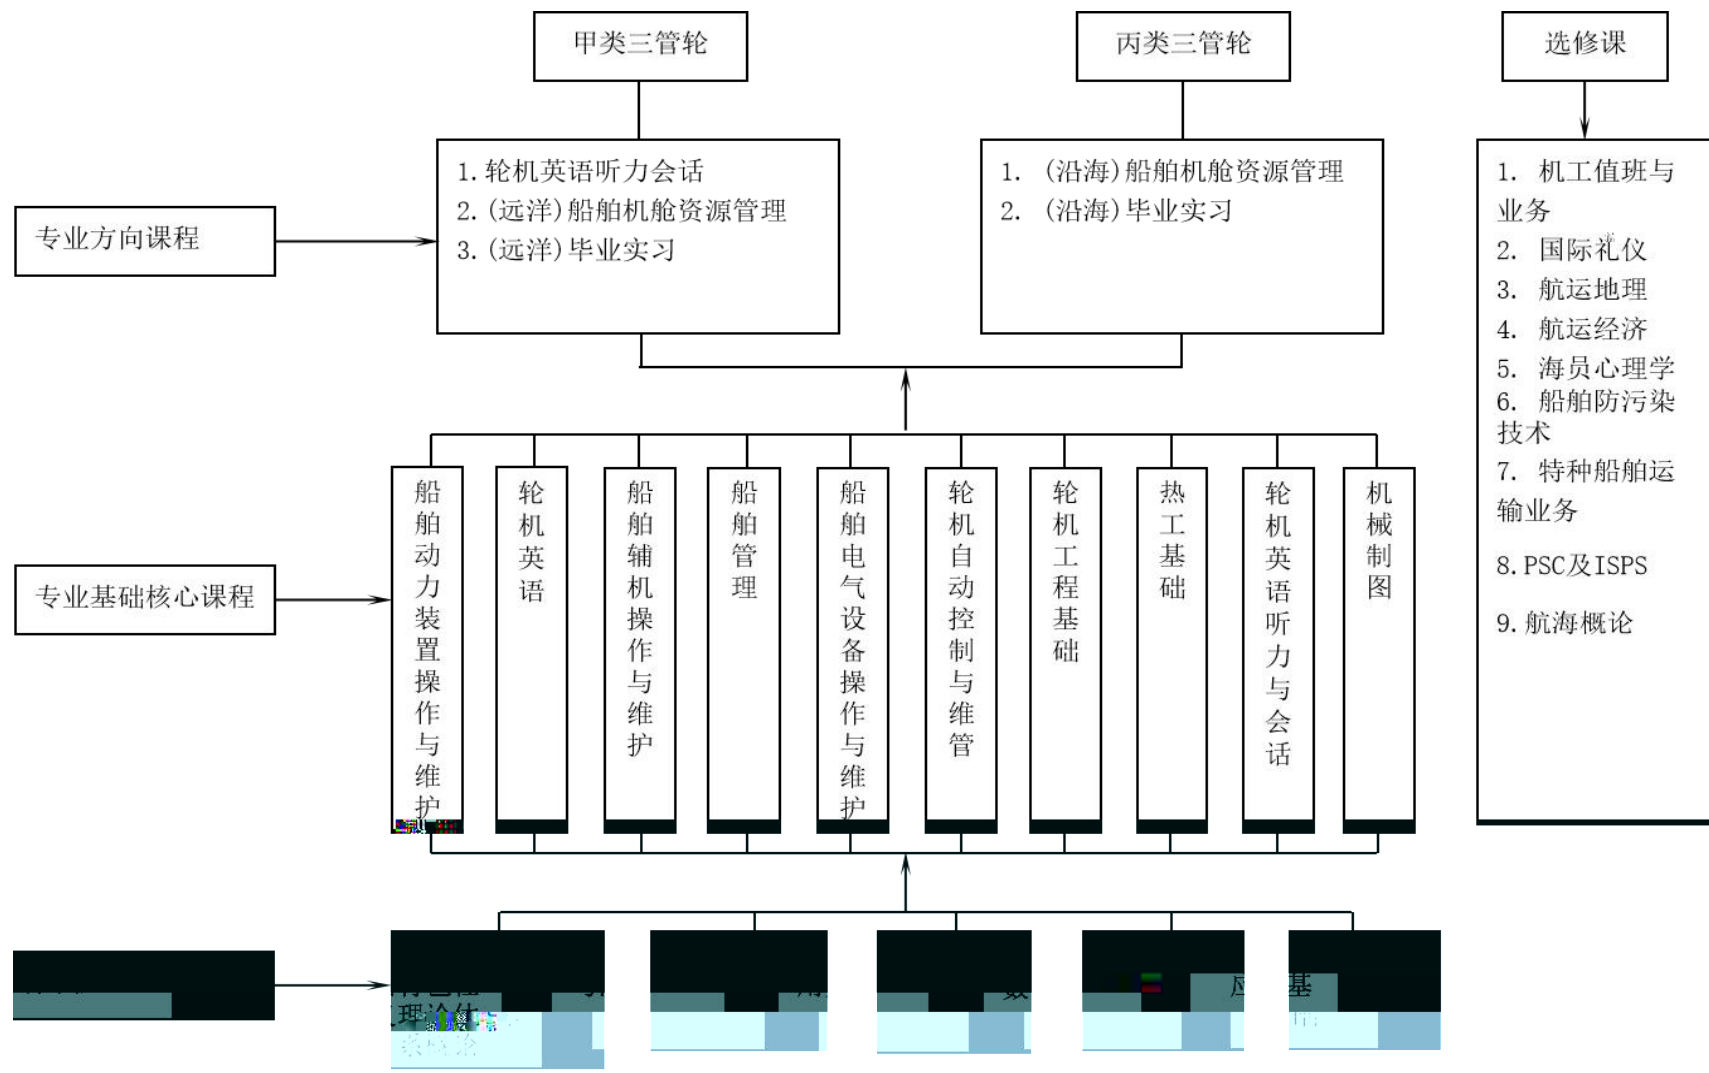 甲类三管轮
丙类三管轮
选修课
专业方向课程
1.轮机英语听力会话
2.(远洋)船舶机舱资源管理
3.(远洋)毕业实习
1. (沿海)船舶机舱资源管理
2. (沿海)毕业实习
1. 机工值班与
业务
2. 国际礼仪
3. 航运地理
4. 航运经济
5. 海员心理学
6. 船舶防污染
技术
7. 特种船舶运
输业务
8.PSC及ISPS
9.航海概论
专业基础核心课程
船舶动力装置操作与维护
轮机英语
船舶辅机操作与维护
船舶管理
船舶电气设备操作与维护
轮机自动控制与维管
轮机工程基础
热工基础
轮机英语听力与会话
机械制图